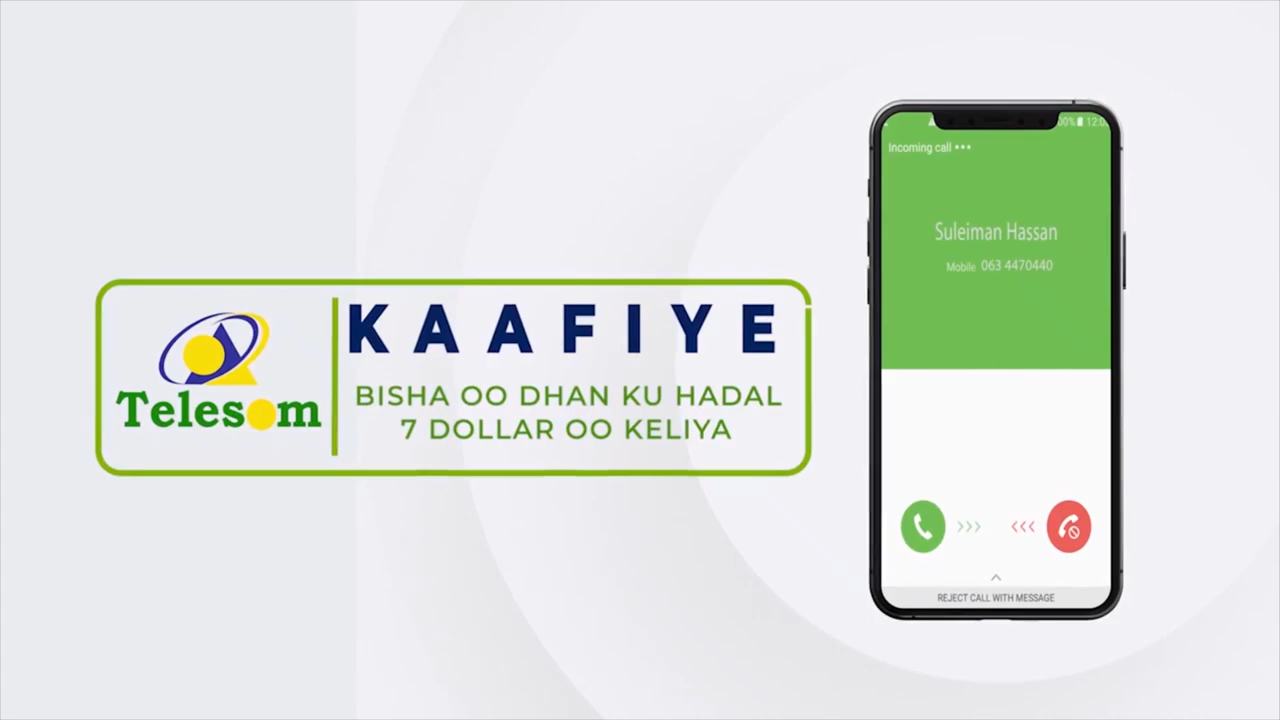 Telesom
KAAFIYE
BISHA OO DHAN KU HADAL
7 DOLLAR OO KELIYA
Incoming call •••
Suleiman Hassan
Mobile 063 4470440
>>>
<<<
REJECT CALL WITH MESSAGE